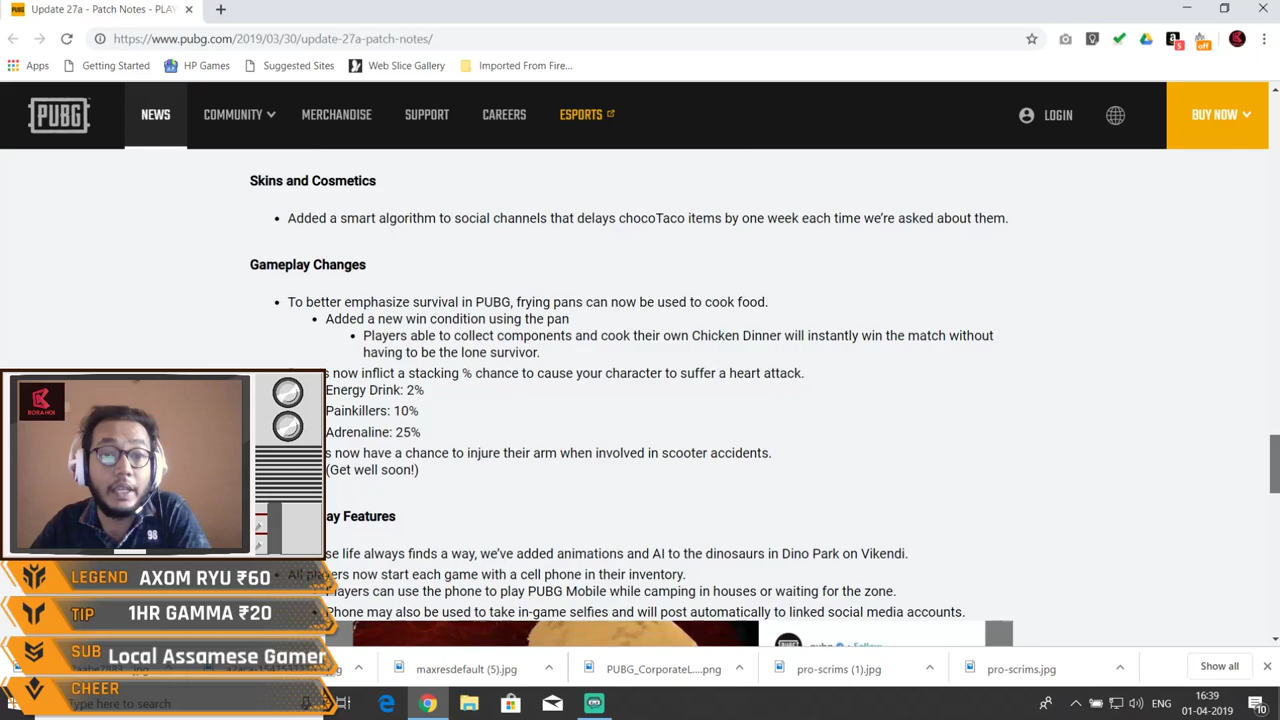 Update 27a - Patch Notes - PLAY
https://www.pubg.com/2019/03/30/update-27a-patch-notes/
Apps Getting Started HP Games Suggested Sites Web Slice Gallery Imported From Fire...
PUBG NEWS COMMUNITY MERCHANDISE SUPPORT CAREERS ESPORTS LOGIN BUY NOW
Skins and Cosmetics
• Added a smart algorithm to social channels that delays chocoTaco items by one week each time we're asked about them.
Gameplay Changes
• To better emphasize survival in PUBG, frying pans can now be used to cook food.
• Added a new win condition using the pan
• Players able to collect components and cook their own Chicken Dinner will instantly win the match without
having to be the lone survivor.
now inflict a stacking % chance to cause your character to suffer a heart attack.
Energy Drink: 2%
Painkillers: 10%
Adrenaline: 25%
s now have a chance to injure their arm when involved in scooter accidents.
(Get well soon!)
ay Features
se life always finds a way, we've added animations and AI to the dinosaurs in Dino Park on Vikendi.
All players now start each game with a cell phone in their inventory.
layers can use the phone to play PUBG Mobile while camping in houses or waiting for the zone.
• Phone may also be used to take in-game selfies and will post automatically to linked social media accounts.
BORA HOI
98
LEGEND AXOM RYU ₹60
TIP 1HR GAMMA ₹20
SUB Local Assamese Gamer
CHEER
maxresdefault (5).jpg PUBG_CorporateL....png pro-scrims (1).jpg pro-scrims.jpg Show all
Type here to search
ENG
16:39
01-04-2019
10